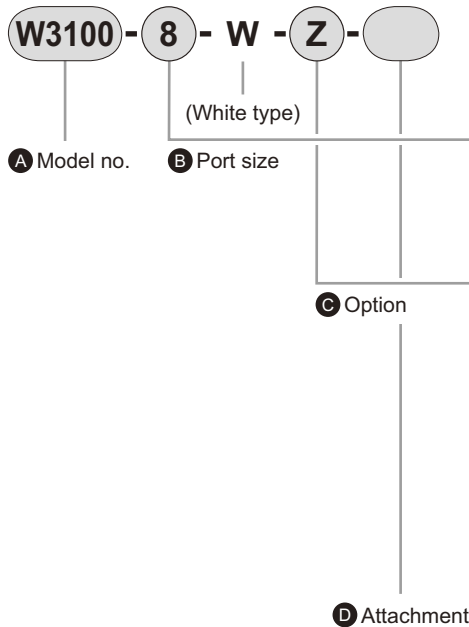 W3100 - 8 - W - Z -
(White type)
A Model no. B Port size
C Option
D Attachment